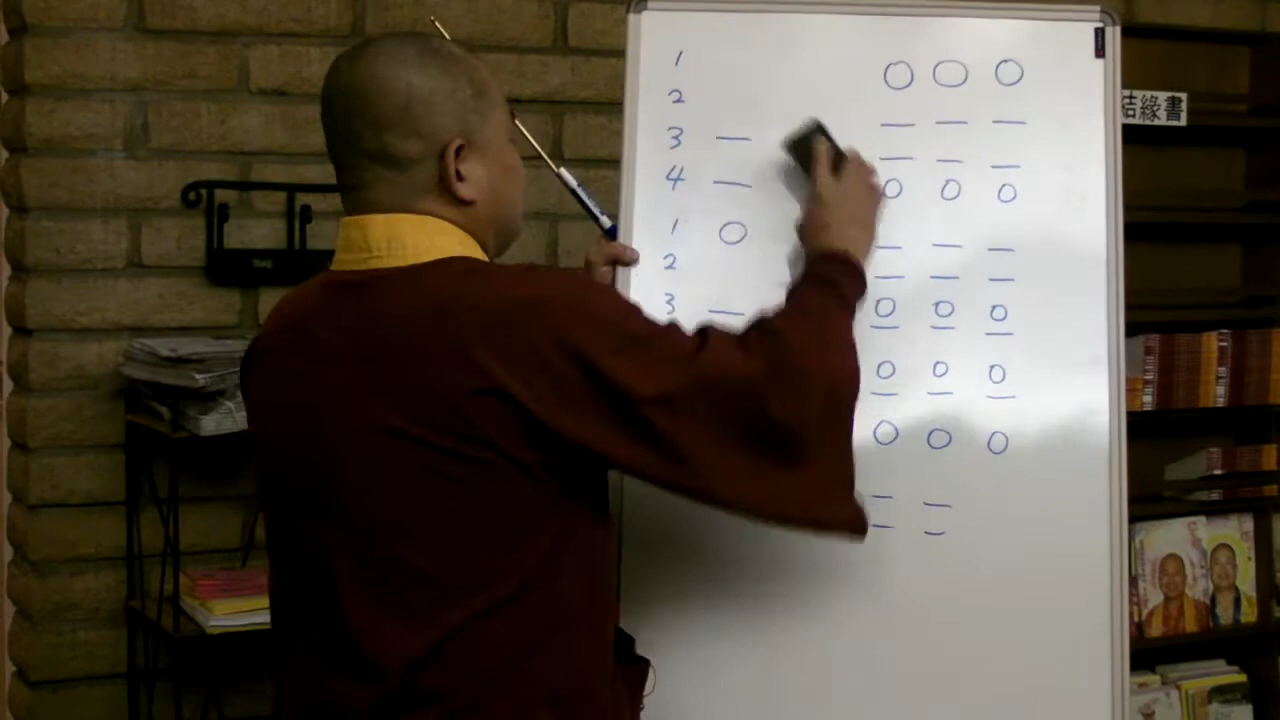 1 O O O
2 — — —
3 — — — —
4 — O O O
1 O — — —
2 — — —
3 — O O O
— — —
O O O
— — —
O O O
— —
— —
結緣書